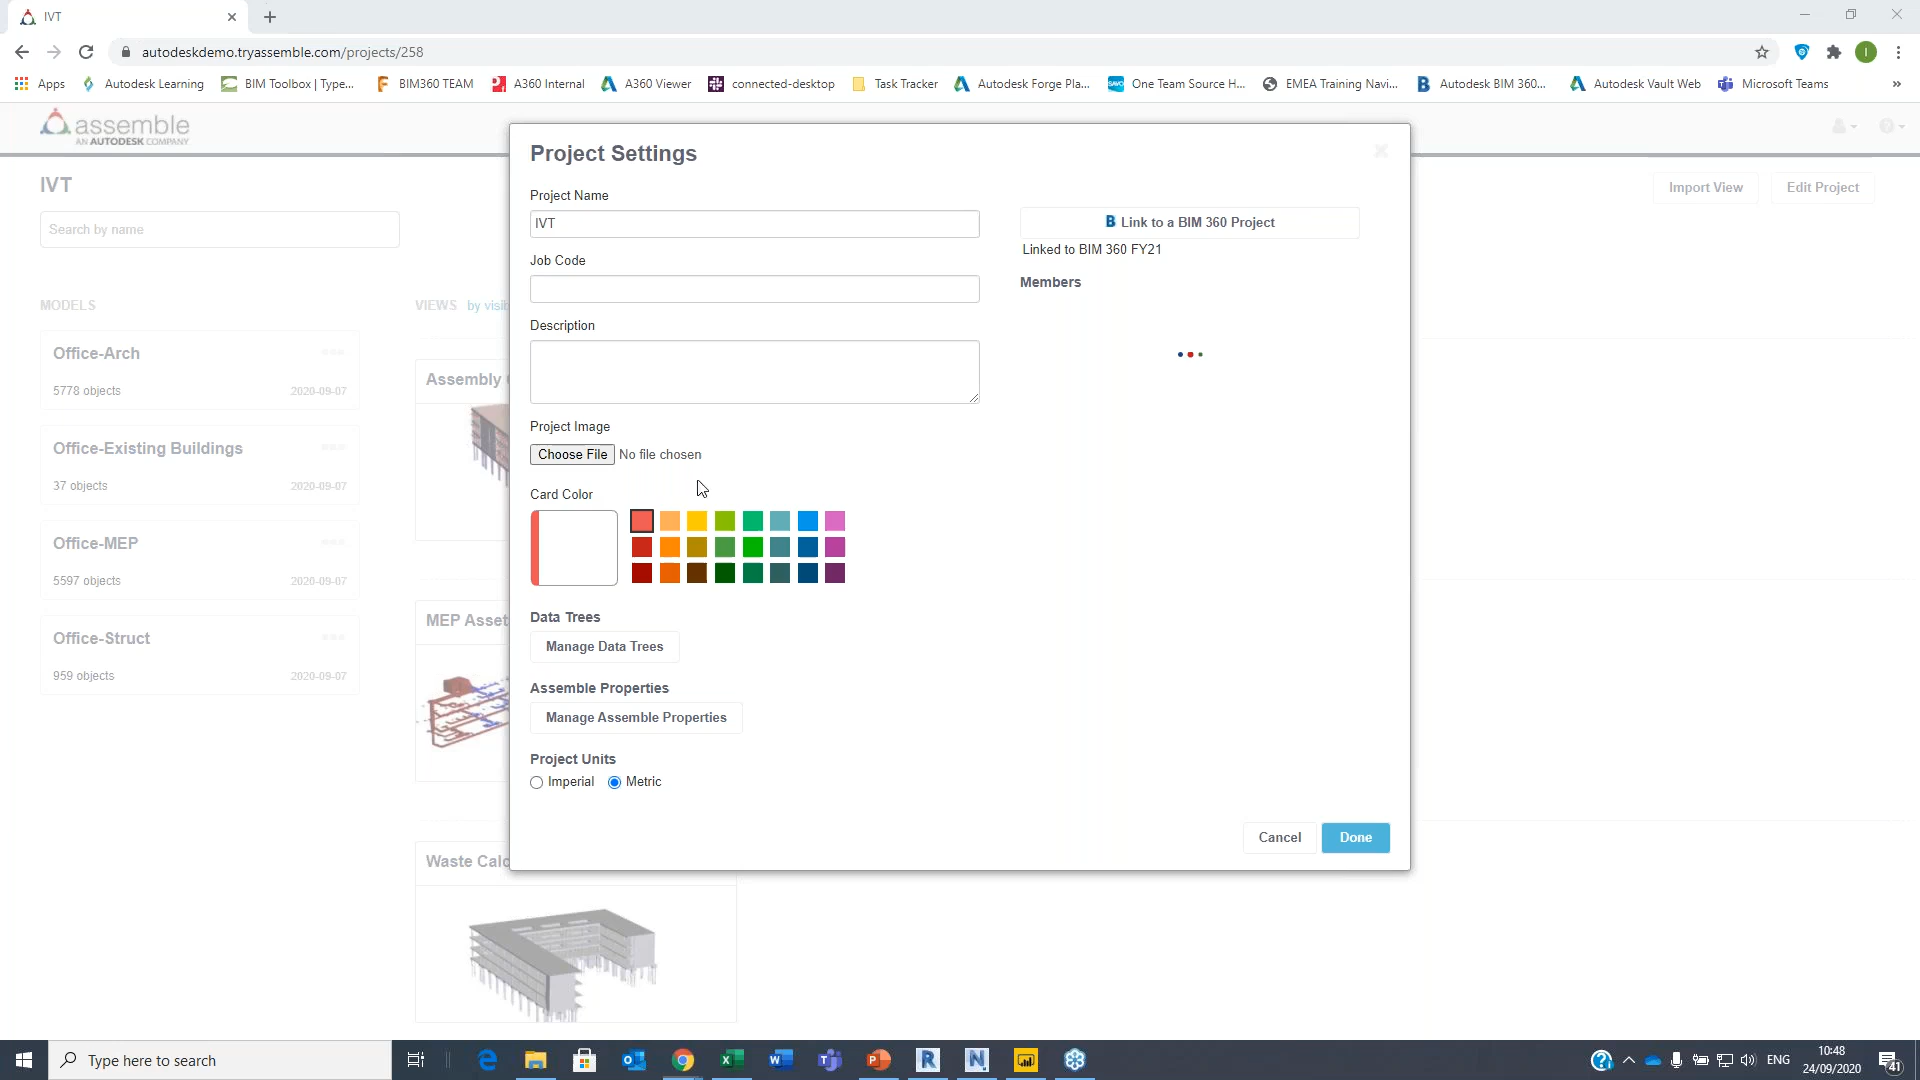 IVT
autodeskdemo.tryassemble.com/projects/258
Apps
Autodesk Learning
BIM Toolbox | Type...
BIM360 TEAM
A360 Internal
A360 Viewer
connected-desktop
Task Tracker
Autodesk Forge Pla...
One Team Source H...
EMEA Training Navi...
Autodesk BIM 360...
Autodesk Vault Web
Microsoft Teams
»
assemble
AN AUTODESK COMPANY
IVT
Search by name
Import View
Edit Project
MODELS
Office-Arch
5778 objects
2020-09-07
Office-Existing Buildings
37 objects
2020-09-07
Office-MEP
5597 objects
2020-09-07
Office-Struct
959 objects
2020-09-07
VIEWS by visib
Assembly
MEP Asset
Waste Calc
Project Settings
Project Name
IVT
Job Code
Description
Project Image
Choose File No file chosen
Card Color
Data Trees
Manage Data Trees
Assemble Properties
Manage Assemble Properties
Project Units
Imperial
Metric
B Link to a BIM 360 Project
Linked to BIM 360 FY21
Members
Cancel
Done
Type here to search
ENG
10:48
24/09/2020
41